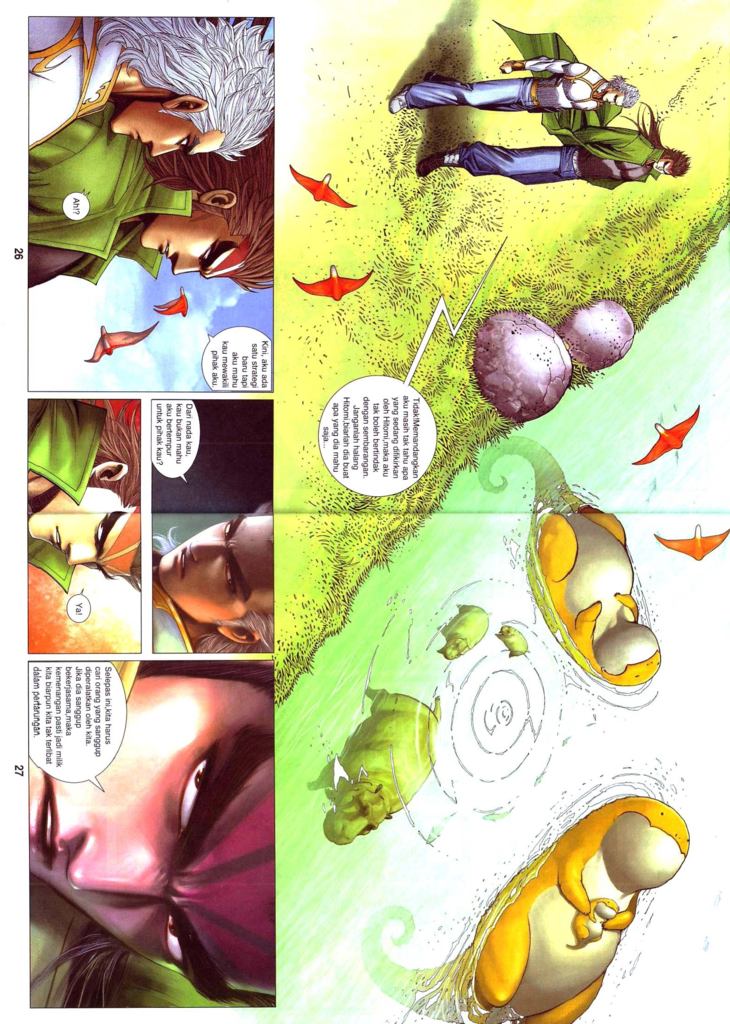 Tidak!Memandangkan
aku masih tak tahu apa
yang sedang difikirkan
oleh Hitomi,maka aku
tak boleh bertindak
dengan sembarangan.
Janganlah halang
Hitomi,biarlah dia buat
apa yang dia mahu
saja...
Kini, aku ada
satu strategi
baru tapi
aku mahu
kau mewakili
pihak aku.
Ah!?
26
Dari nada kau,
kau bukan mahu
aku bertempur
untuk pihak kau?
Ya!
Selepas ini,kita harus
cari orang yang sanggup
diperalatkan oleh kita.
Jika dia sanggup
bekerjasama,maka
kemenangan pasti jadi milik
kita biarpun kita tak terlibat
dalam pertarungan.
27